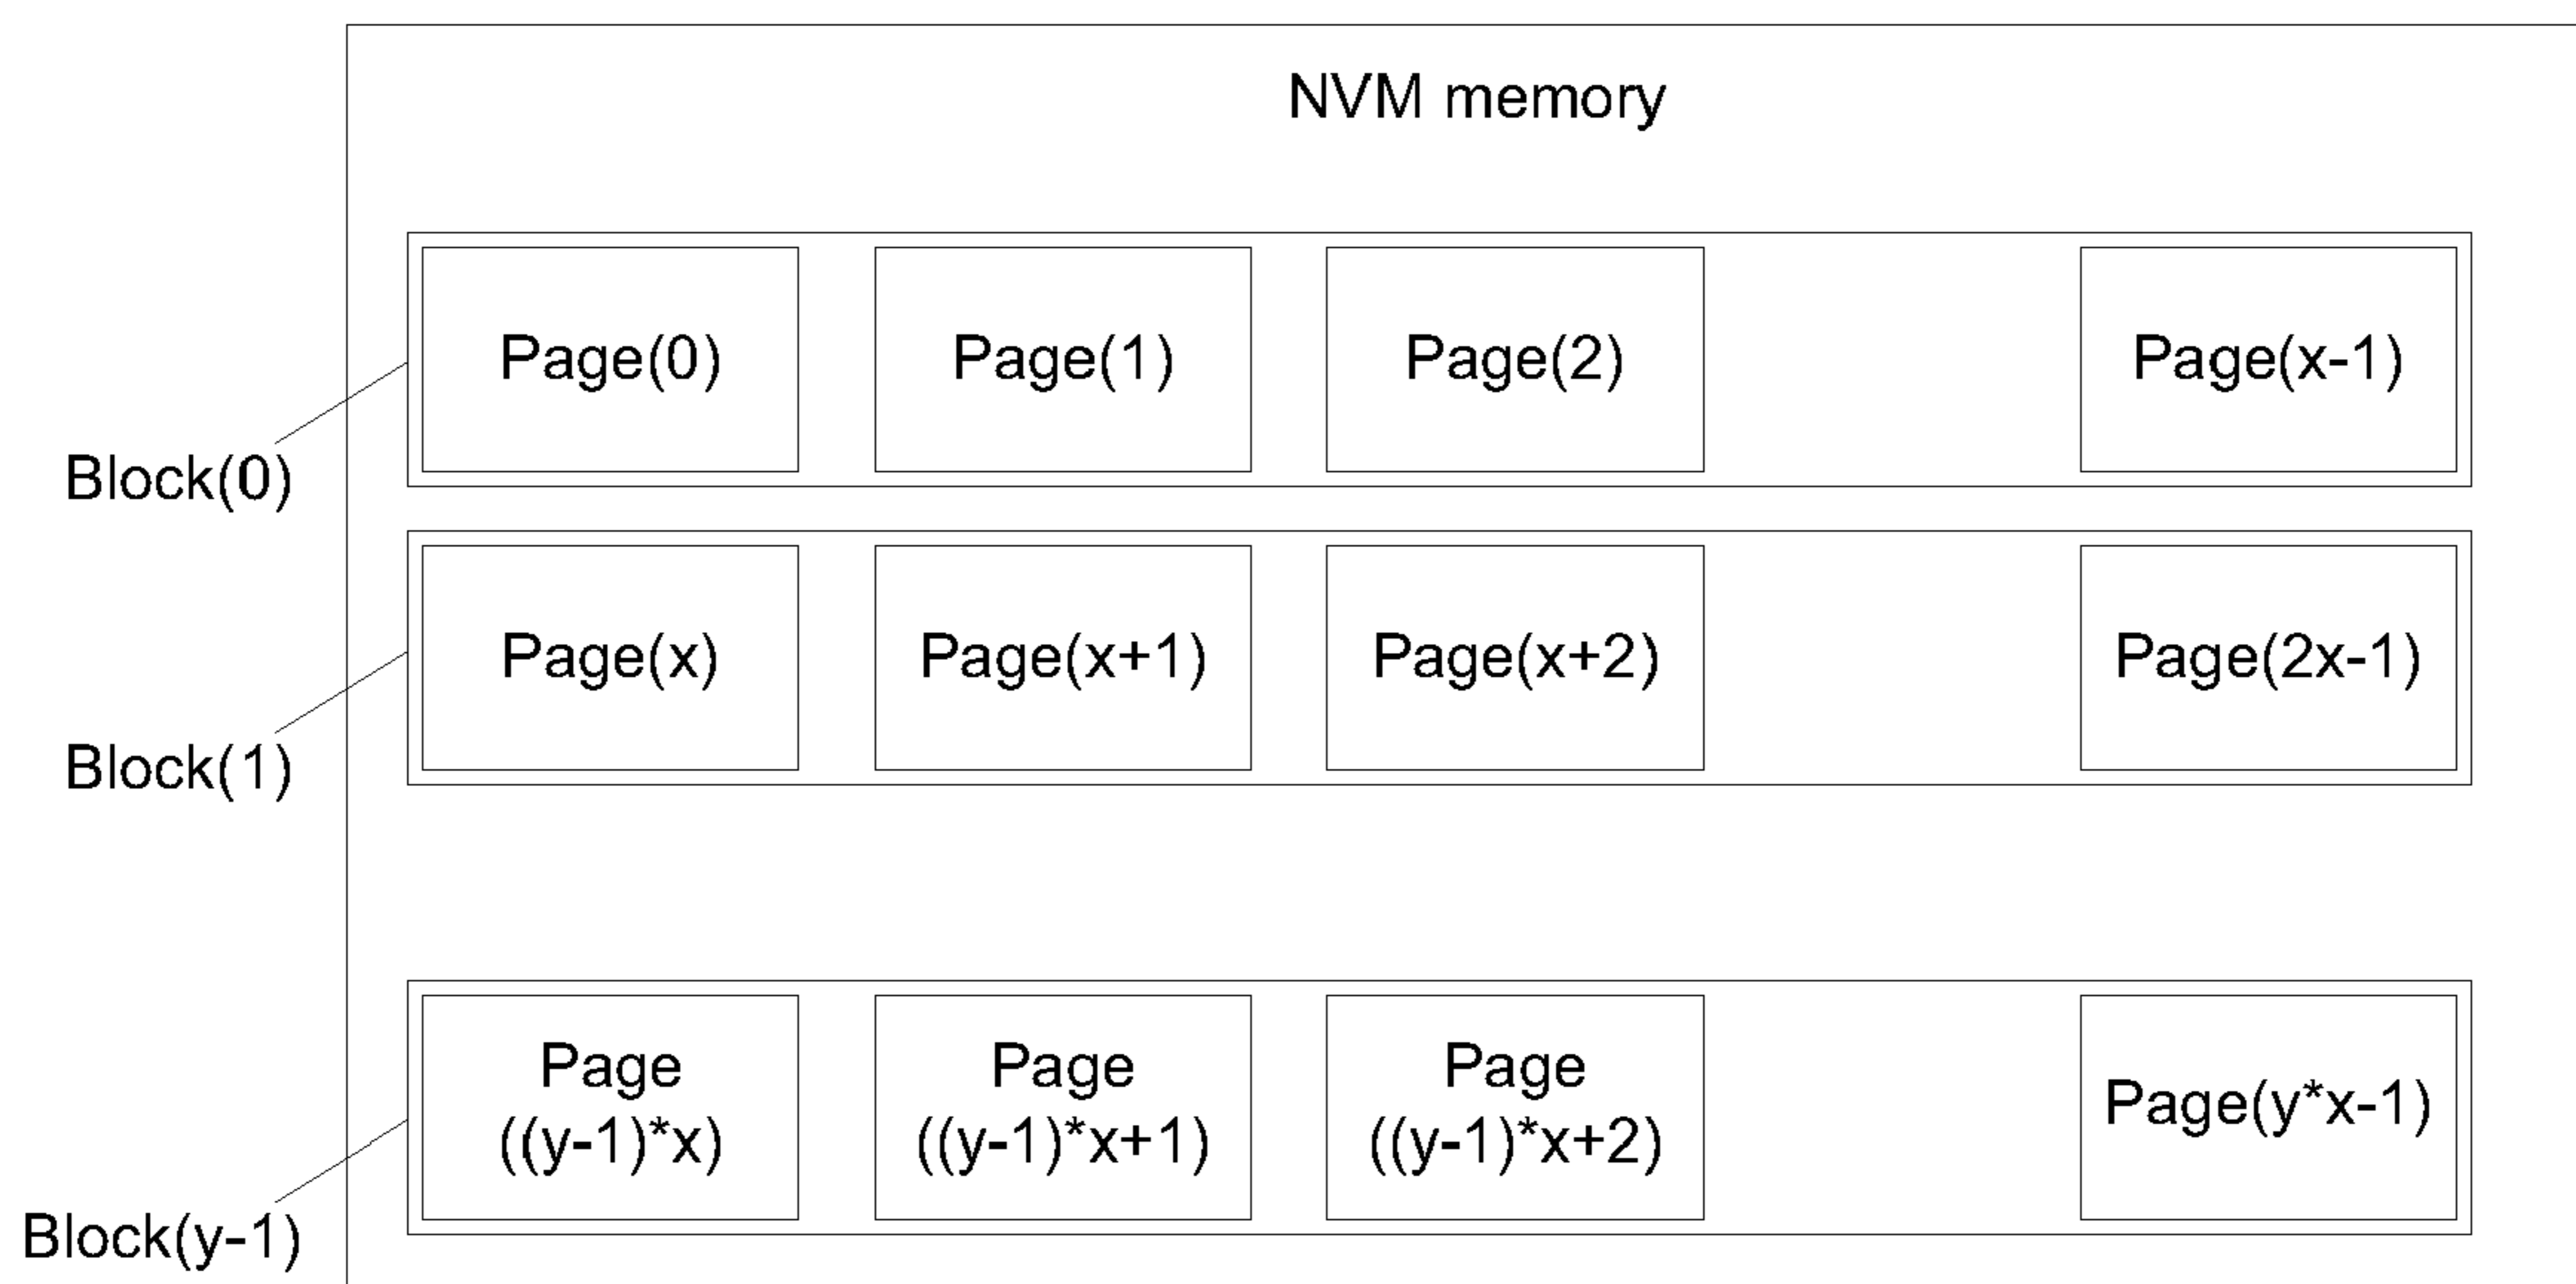 NVM memory
Page(0)
Page(1)
Page(2)
Page(x-1)
Block(0)
Page(x)
Page(x+1)
Page(x+2)
Page(2x-1)
Block(1)
Page
((y-1)*x)
Page
((y-1)*x+1)
Page
((y-1)*x+2)
Page(y*x-1)
Block(y-1)